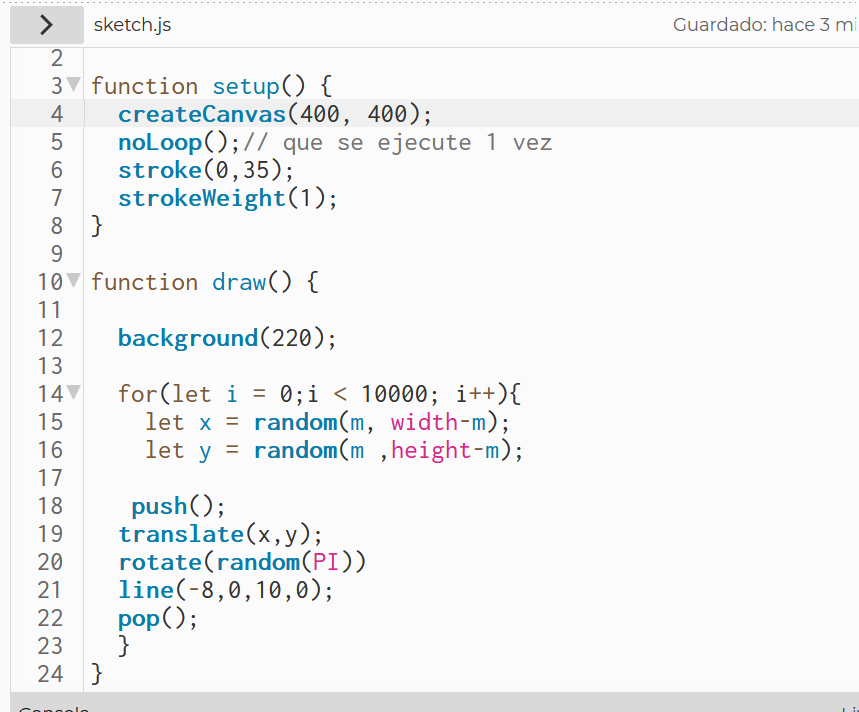 sketch.js Guardado: hace 3 mi
2
3 function setup() {
4 createCanvas(400, 400);
5 noLoop();// que se ejecute 1 vez
6 stroke(0,35);
7 strokeWeight(1);
8 }
9
10 function draw() {
11
12 background(220);
13
14 for(let i = 0;i < 10000; i++){
15 let x = random(m, width-m);
16 let y = random(m ,height-m);
17
18 push();
19 translate(x,y);
20 rotate(random(PI))
21 line(-8,0,10,0);
22 pop();
23 }
24 }
Consola